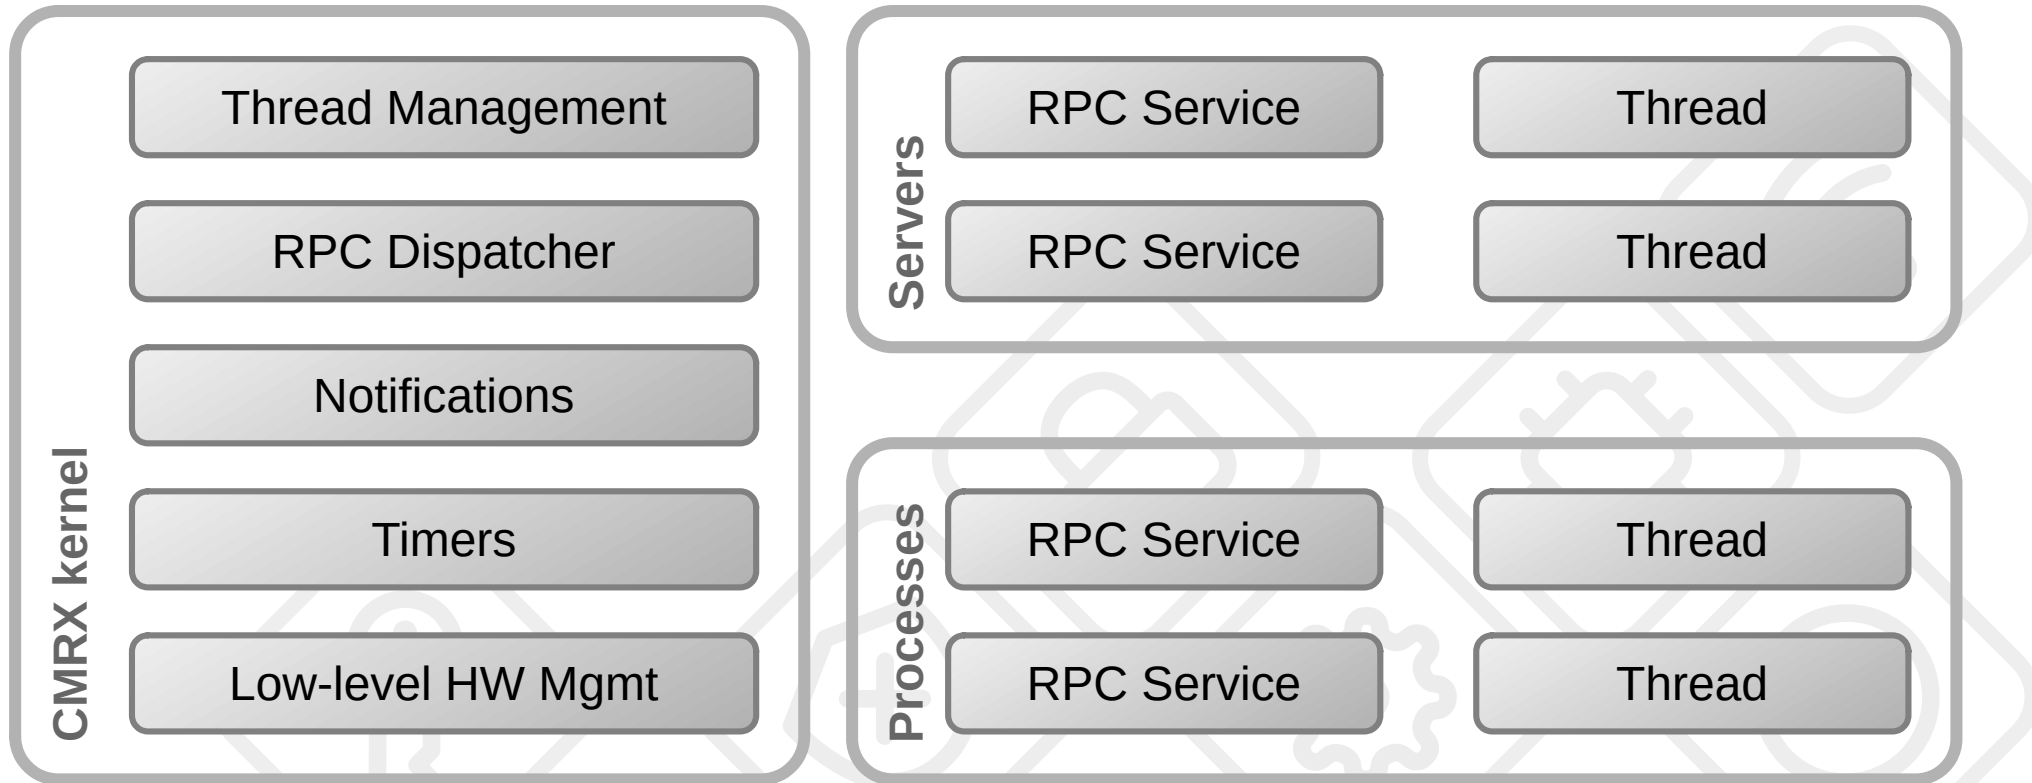 CMRX kernel
Thread Management
RPC Dispatcher
Notifications
Timers
Low-level HW Mgmt
Servers
RPC Service
Thread
RPC Service
Thread
Processes
RPC Service
Thread
RPC Service
Thread